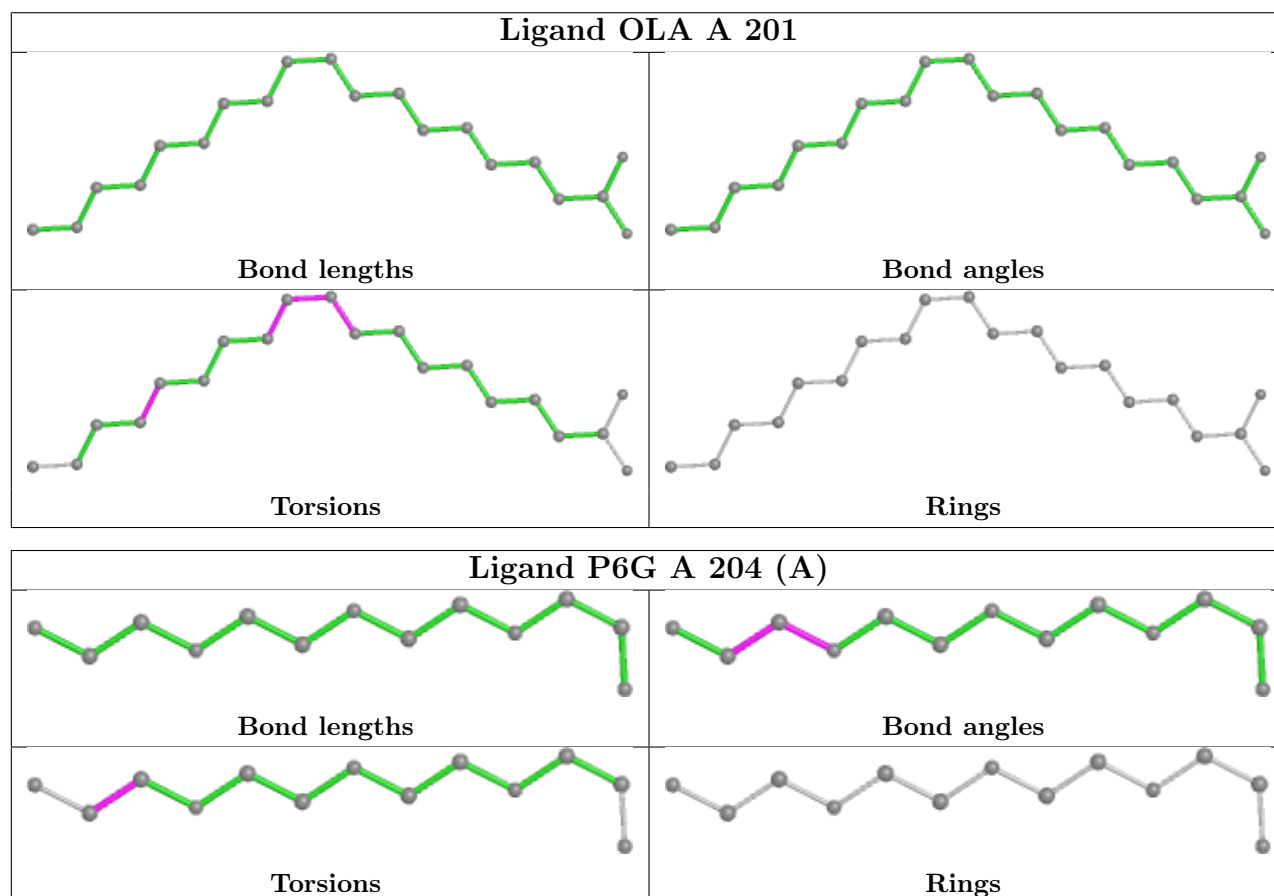 Ligand OLA A 201
Bond lengths
Bond angles
Torsions
Rings
Ligand P6G A 204 (A)
Bond lengths
Bond angles
Torsions
Rings